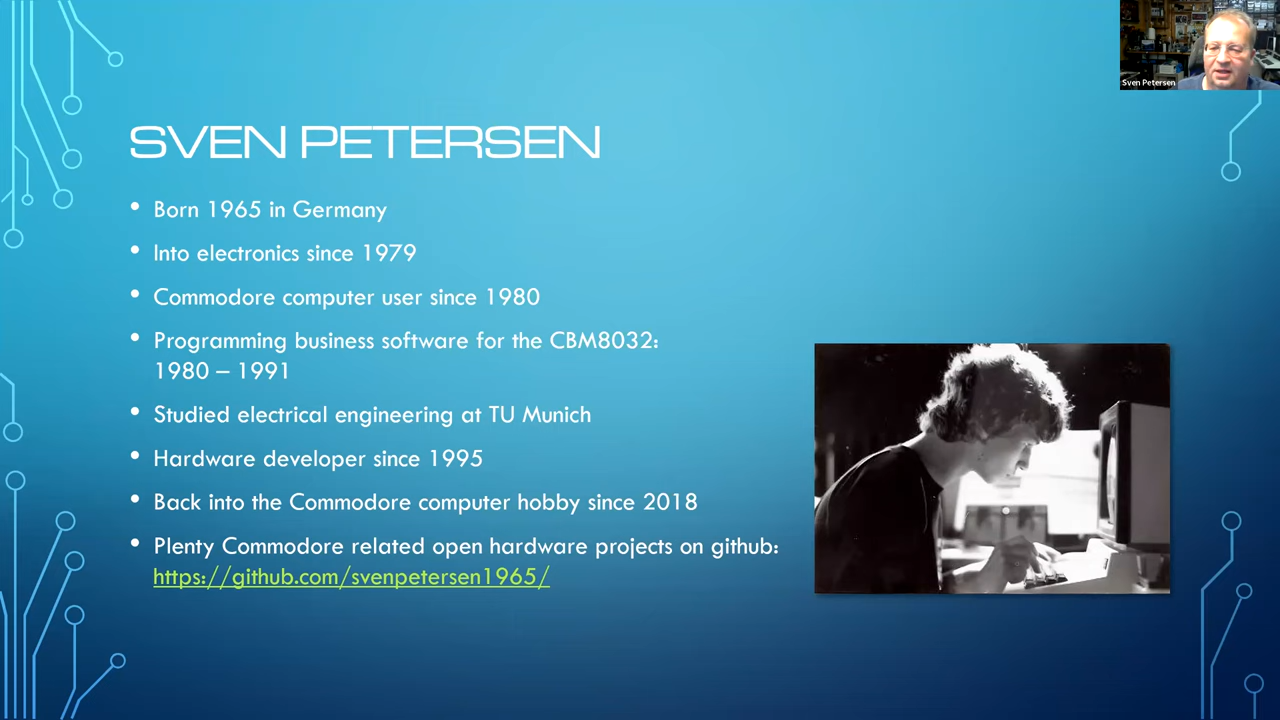 Sven Petersen
SVEN PETERSEN
• Born 1965 in Germany
• Into electronics since 1979
• Commodore computer user since 1980
• Programming business software for the CBM8032:
1980 – 1991
• Studied electrical engineering at TU Munich
• Hardware developer since 1995
• Back into the Commodore computer hobby since 2018
• Plenty Commodore related open hardware projects on github:
https://github.com/svenpetersen1965/